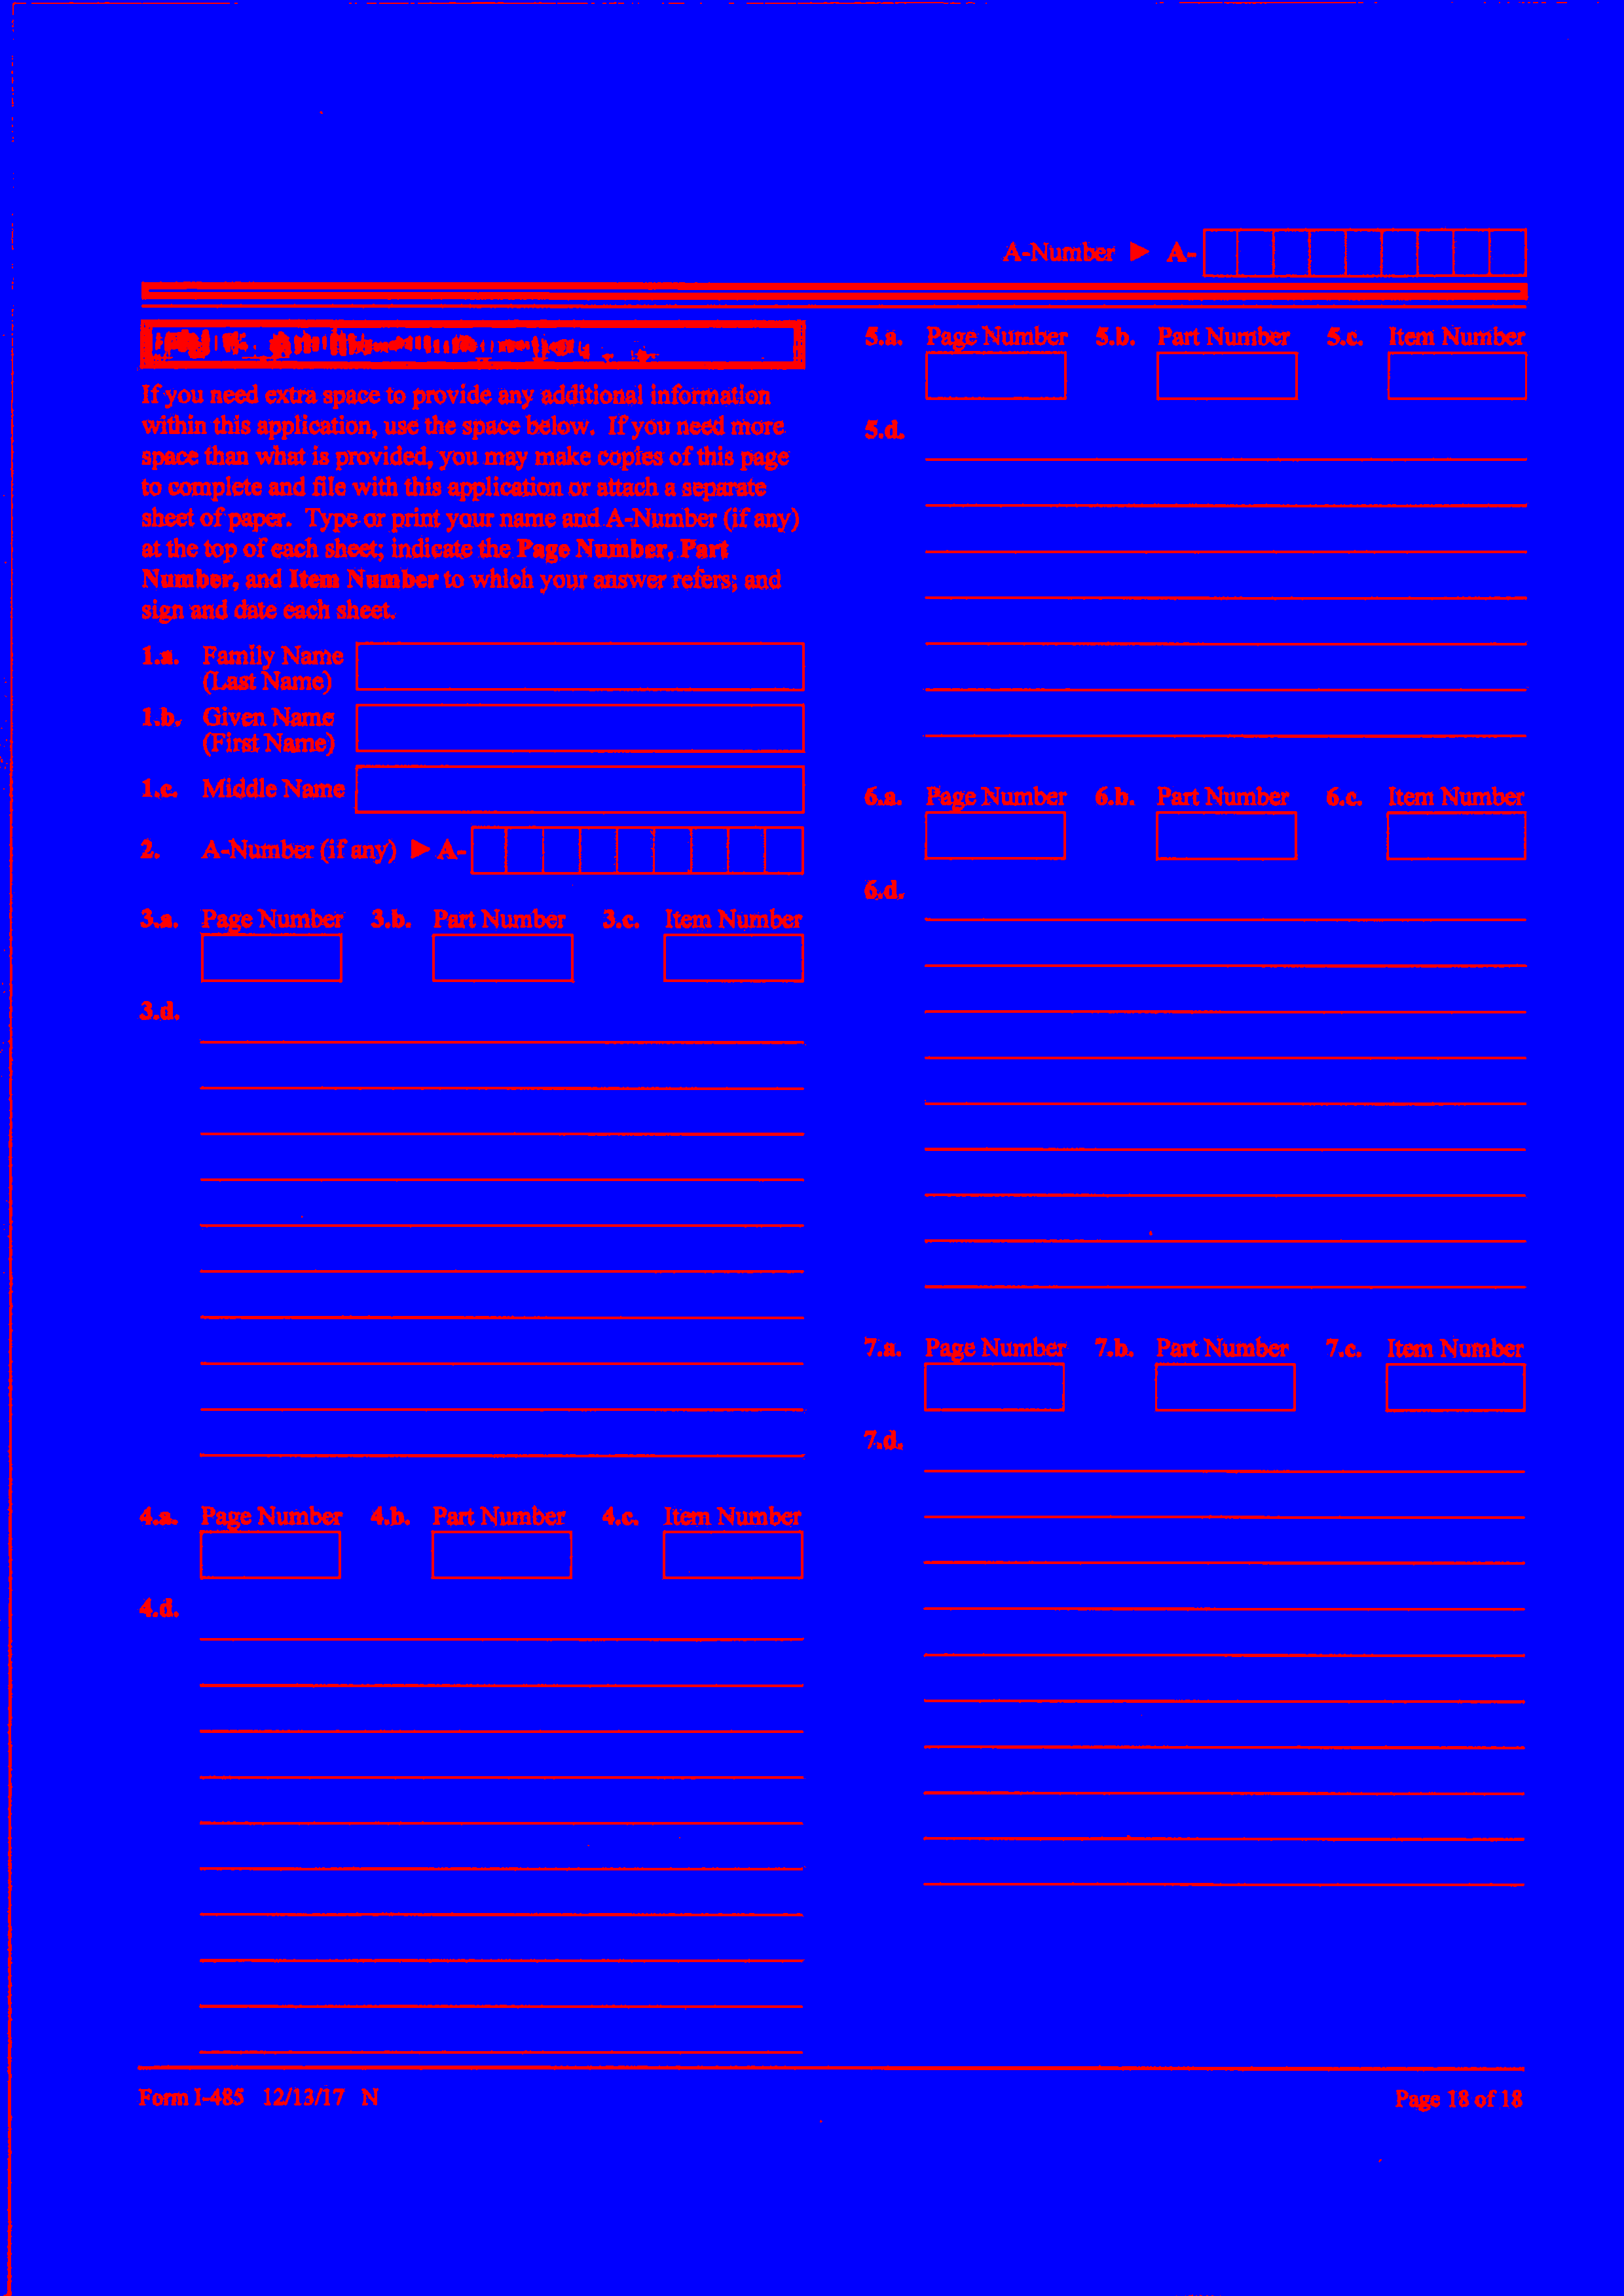 A-Number ► A-
If you need extra space to provide any additional information
within this application, use the space below.  If you need more
space than what is provided, you may make copies of this page
to complete and file with this application or attach a separate
sheet of paper.  Type or print your name and A-Number (if any)
at the top of each sheet; indicate the Page Number, Part
Number, and Item Number to which your answer refers; and
sign and date each sheet.
1.a. Family Name
(Last Name)
1.b. Given Name
(First Name)
1.c. Middle Name
2. A-Number (if any) ► A-
3.a. Page Number 3.b. Part Number 3.c. Item Number
3.d.
4.a. Page Number 4.b. Part Number 4.c. Item Number
4.d.
5.a. Page Number 5.b. Part Number 5.c. Item Number
5.d.
6.a. Page Number 6.b. Part Number 6.c. Item Number
6.d.
7.a. Page Number 7.b. Part Number 7.c. Item Number
7.d.
Form I-485 12/13/17 N
Page 18 of 18